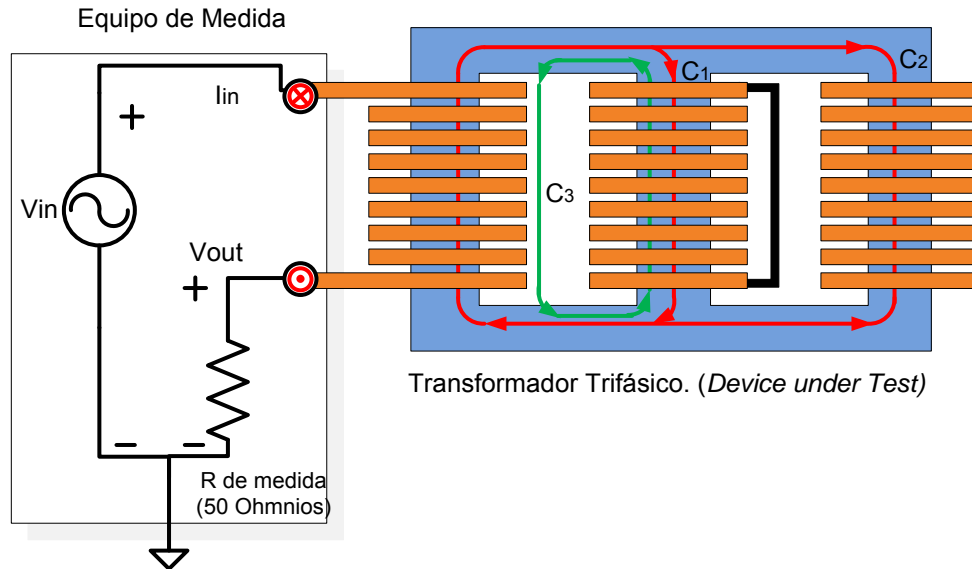 Equipo de Medida
Iin
C1
C2
+
Vin
C3
Vout
+
Transformador Trifásico. (Device under Test)
R de medida
(50 Ohmnios)